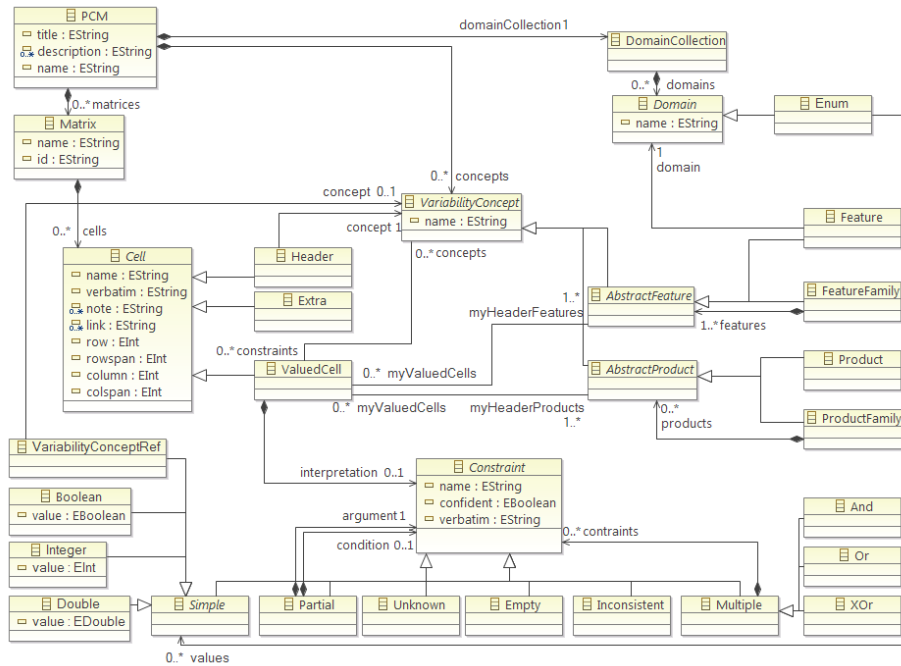 PCM
title : EString
description : EString
name : EString
domainCollection1
DomainCollection
0..* domains
Domain
name : EString
Enum
0..* matrices
Matrix
name : EString
id : EString
1
domain
0..* concepts
concept 0..1
VariabilityConcept
name : EString
concept 1
0..* concepts
Feature
0..* cells
Cell
name : EString
verbatim : EString
note : EString
link : EString
row : EInt
rowspan : EInt
column : EInt
colspan : EInt
Header
Extra
1..*
myHeaderFeatures
AbstractFeature
FeatureFamily
1..* features
0..* constraints
ValuedCell
0..* myValuedCells
AbstractProduct
Product
0..* myValuedCells
myHeaderProducts
1..*
0..*
products
ProductFamily
VariabilityConceptRef
interpretation 0..1
Constraint
name : EString
confident : EBoolean
verbatim : EString
Boolean
value : EBoolean
argument1
condition 0..1
0..* contraints
And
Or
XOr
Integer
value : EInt
Double
value : EDouble
Simple
Partial
Unknown
Empty
Inconsistent
Multiple
0..* values